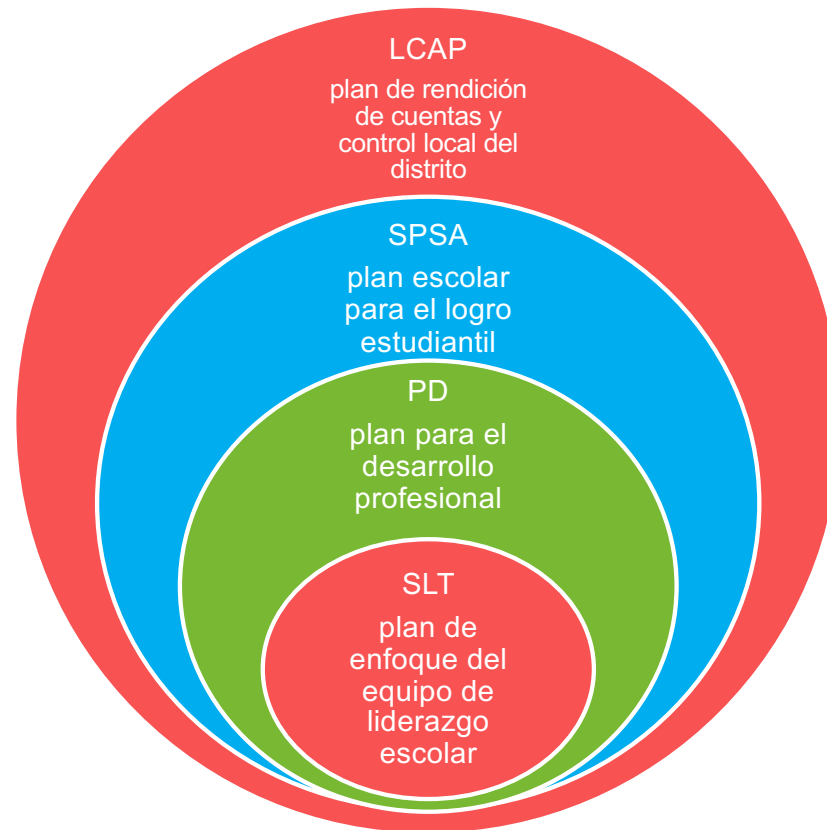 LCAP
plan de rendición
de cuentas y
control local del
distrito
SPSA
plan escolar
para el logro
estudiantil
PD
plan para el
desarrollo
profesional
SLT
plan de
enfoque del
equipo de
liderazgo
escolar